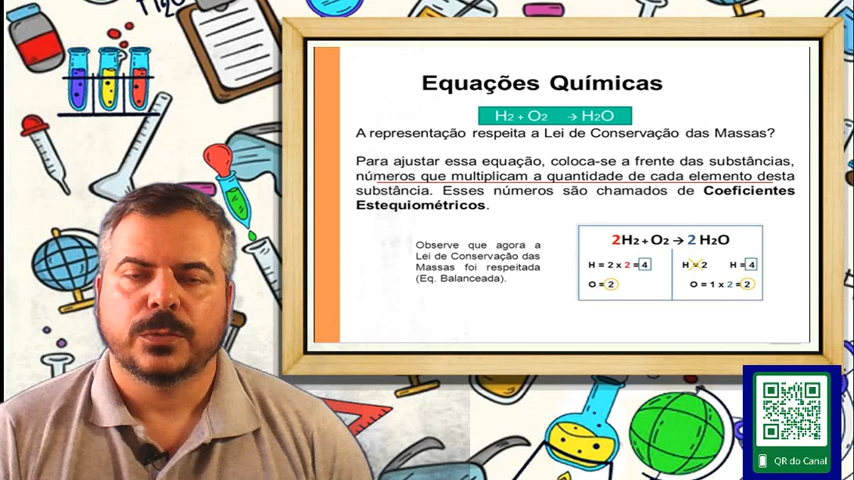 H2O
Equações Químicas
H2 + O2 → H2O
A representação respeita a Lei de Conservação das Massas?
Para ajustar essa equação, coloca-se a frente das substâncias,
números que multiplicam a quantidade de cada elemento desta
substância. Esses números são chamados de Coeficientes
Estequiométricos.
Observe que agora a
Lei de Conservação das
Massas foi respeitada
(Eq. Balanceada).
2H2 + O2 → 2 H2O
H = 2 x 2 = 4 H = 2 H = 4
O = 2 O = 1 x 2 = 2
QR do Canal